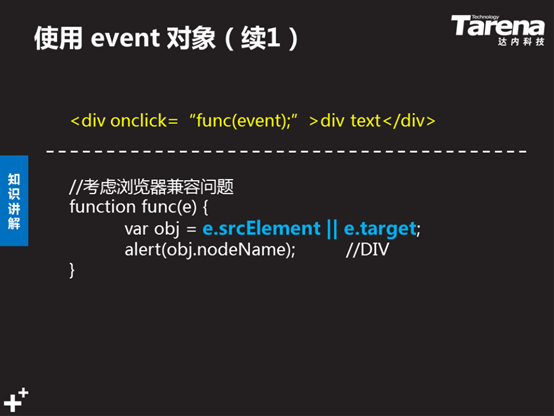 使用 event 对象（续1）
Technology
Tarena
达内科技
<div onclick=“func(event);”>div text</div>
知识讲解
//考虑浏览器兼容问题
function func(e) {
var obj = e.srcElement || e.target;
alert(obj.nodeName); //DIV
}